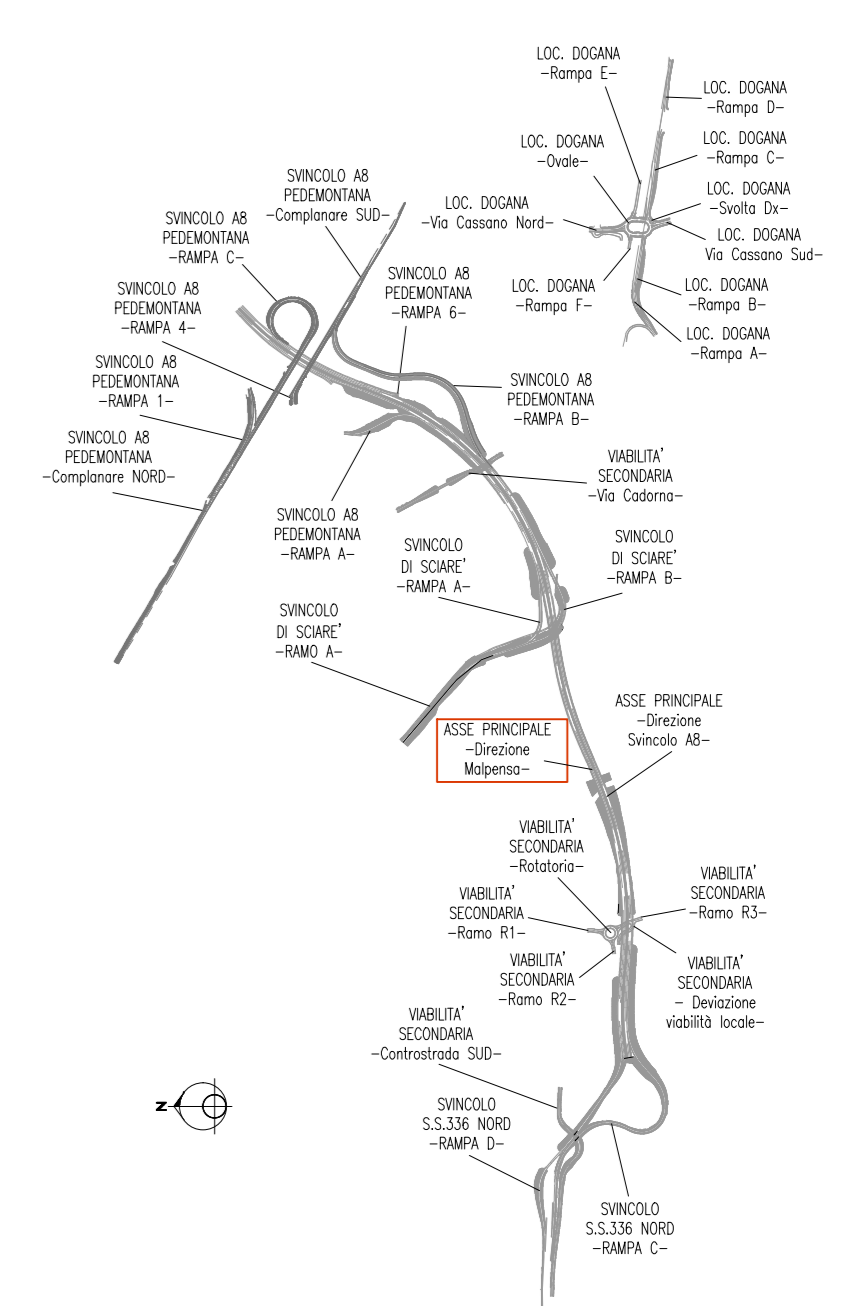 LOC. DOGANA
–Rampa E–
LOC. DOGANA
–Rampa D–
LOC. DOGANA
–Ovale–
LOC. DOGANA
–Rampa C–
SVINCOLO A8
PEDEMONTANA
–Complanare SUD–
LOC. DOGANA
–Svolta Dx–
LOC. DOGANA
–Via Cassano Nord–
SVINCOLO A8
PEDEMONTANA
–RAMPA C–
LOC. DOGANA
Via Cassano Sud–
SVINCOLO A8
PEDEMONTANA
–RAMPA 6–
LOC. DOGANA
–Rampa F–
LOC. DOGANA
–Rampa B–
SVINCOLO A8
PEDEMONTANA
–RAMPA 4–
LOC. DOGANA
–Rampa A–
SVINCOLO A8
PEDEMONTANA
–RAMPA 1–
SVINCOLO A8
PEDEMONTANA
–RAMPA B–
SVINCOLO A8
PEDEMONTANA
–Complanare NORD–
VIABILITA'
SECONDARIA
–Via Cadorna–
SVINCOLO A8
PEDEMONTANA
–RAMPA A–
SVINCOLO
DI SCIARE'
–RAMPA A–
SVINCOLO
DI SCIARE'
–RAMPA B–
SVINCOLO
DI SCIARE'
–RAMO A–
ASSE PRINCIPALE
–Direzione
Svincolo A8–
ASSE PRINCIPALE
–Direzione
Malpensa–
VIABILITA'
SECONDARIA
–Rotatoria–
VIABILITA'
SECONDARIA
–Ramo R3–
VIABILITA'
SECONDARIA
–Ramo R1–
VIABILITA'
SECONDARIA
–Ramo R2–
VIABILITA'
SECONDARIA
– Deviazione
viabilità locale–
VIABILITA'
SECONDARIA
–Controstrada SUD–
N
SVINCOLO
S.S.336 NORD
–RAMPA D–
SVINCOLO
S.S.336 NORD
–RAMPA C–